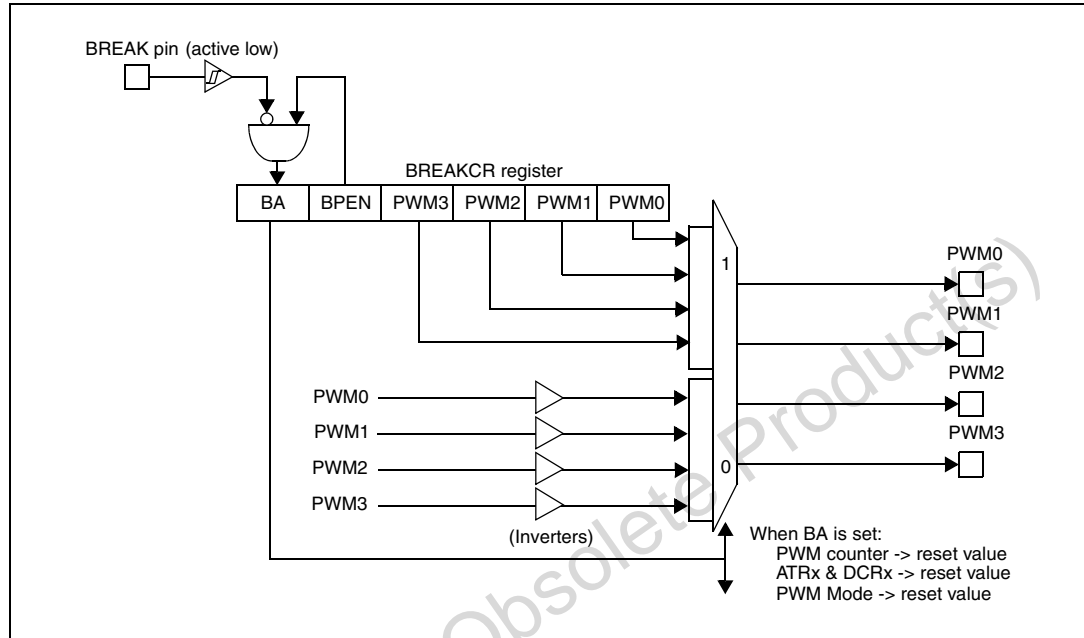 BREAK pin (active low)
BREAKCR register
BA BPEN PWM3 PWM2 PWM1 PWM0
1
PWM0
PWM1
PWM2
PWM3
PWM0
PWM1
PWM2
PWM3
0
(Inverters)
When BA is set:
PWM counter -> reset value
ATRx & DCRx -> reset value
PWM Mode -> reset value
Obsolete Product(s)